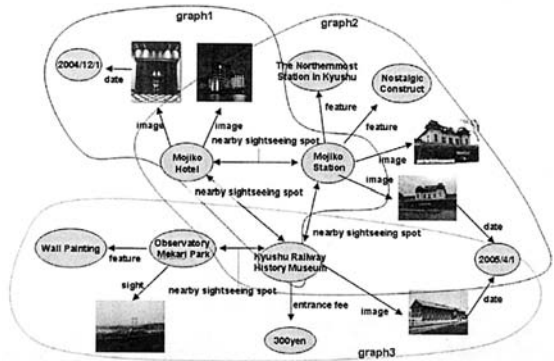 graph1
graph2
2004/12/1
date
The Northernmost
Station in Kyushu
Nostalgic
Construct
feature
feature
image
image
nearby sightseeing spot
Mojiko
Hotel
Mojiko
Station
image
image
nearby sightseeing spot
date
nearby sightseeing spot
Wall Painting
feature
Observatory
Mekari Park
Kyushu Railway
History Museum
2005/4/1
sight
nearby sightseeing spot
entrance fee
image
date
300yen
graph3